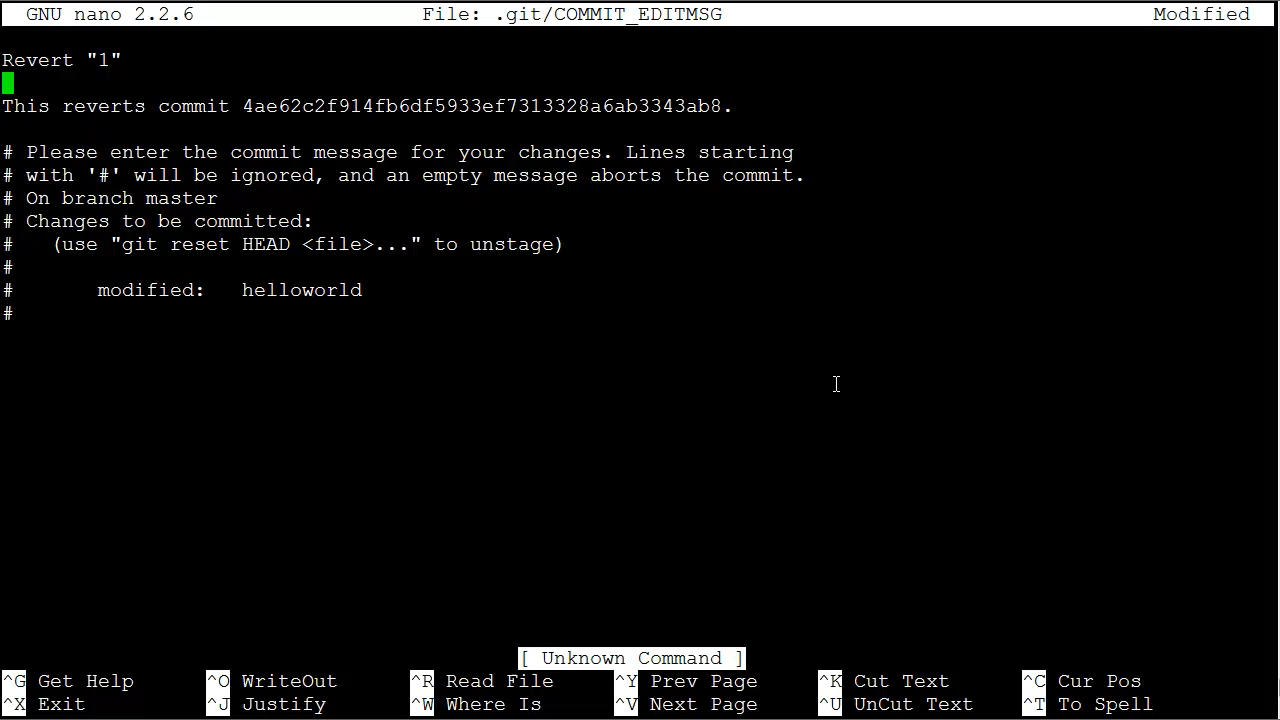 GNU nano 2.2.6 File: .git/COMMIT_EDITMSG Modified
Revert "1"
This reverts commit 4ae62c2f914fb6df5933ef7313328a6ab3343ab8.
# Please enter the commit message for your changes. Lines starting
# with '#' will be ignored, and an empty message aborts the commit.
# On branch master
# Changes to be committed:
#   (use "git reset HEAD <file>..." to unstage)
#
#       modified:   helloworld
#
[ Unknown Command ]
^G Get Help ^O WriteOut ^R Read File ^Y Prev Page ^K Cut Text ^C Cur Pos
^X Exit ^J Justify ^W Where Is ^V Next Page ^U UnCut Text ^T To Spell